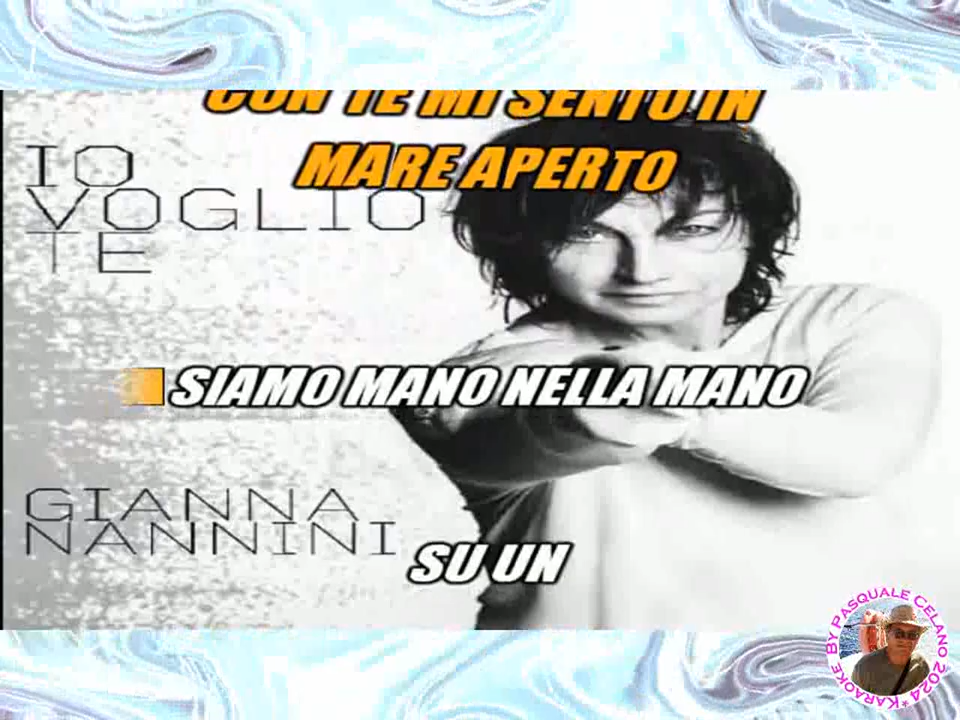 CON TE MI SENTO IN
MARE APERTO
IO
VOGLIO
TE
SIAMO MANO NELLA MANO
GIANNA
NANNINI
SU UN
KARAOKE BY PASQUALE CELANO 2024*